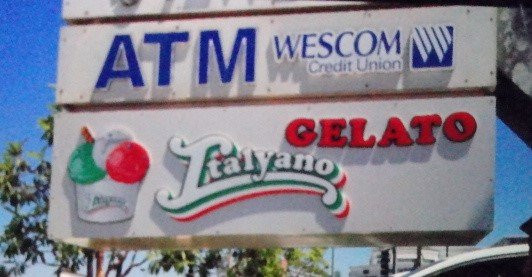 ATM WESCOM
Credit Union
GELATO
Italyano